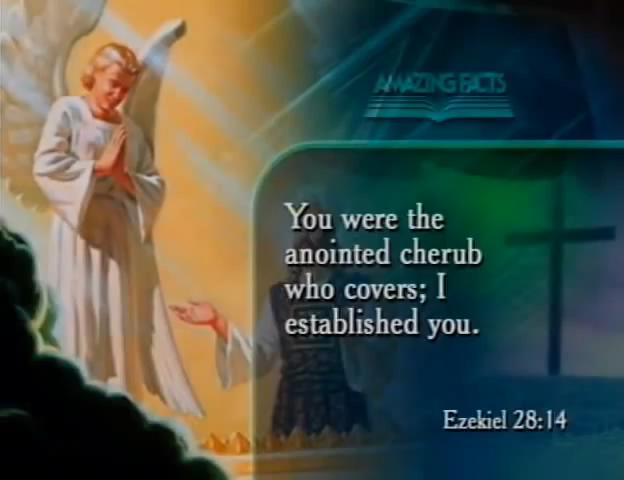 AMAZING FACTS
You were the
anointed cherub
who covers; I
established you.
Ezekiel 28:14